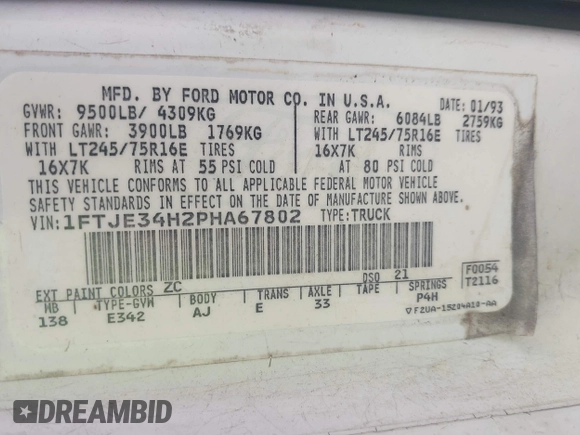 MFD. BY FORD MOTOR CO. IN U.S.A.
DATE: 01/93
GVWR: 9500LB/ 4309KG
FRONT GAWR: 3900LB 1769KG
REAR GAWR: 6084LB 2759KG
WITH LT245/75R16E TIRES
WITH LT245/75R16E TIRES
16X7K RIMS AT 55 PSI COLD
16X7K RIMS AT 80 PSI COLD
THIS VEHICLE CONFORMS TO ALL APPLICABLE FEDERAL MOTOR VEHICLE
SAFETY STANDARDS IN EFFECT ON THE DATE OF MANUFACTURE SHOWN ABOVE.
VIN: 1FTJE34H2PHA67802 TYPE: TRUCK
EXT PAINT COLORS ZC DSO 21
F0054
T2116
WB TYPE-GVM BODY TRANS AXLE TAPE SPRINGS
138 E342 AJ E 33 P4H
F2UA-15204A10-AA
DREAMBID